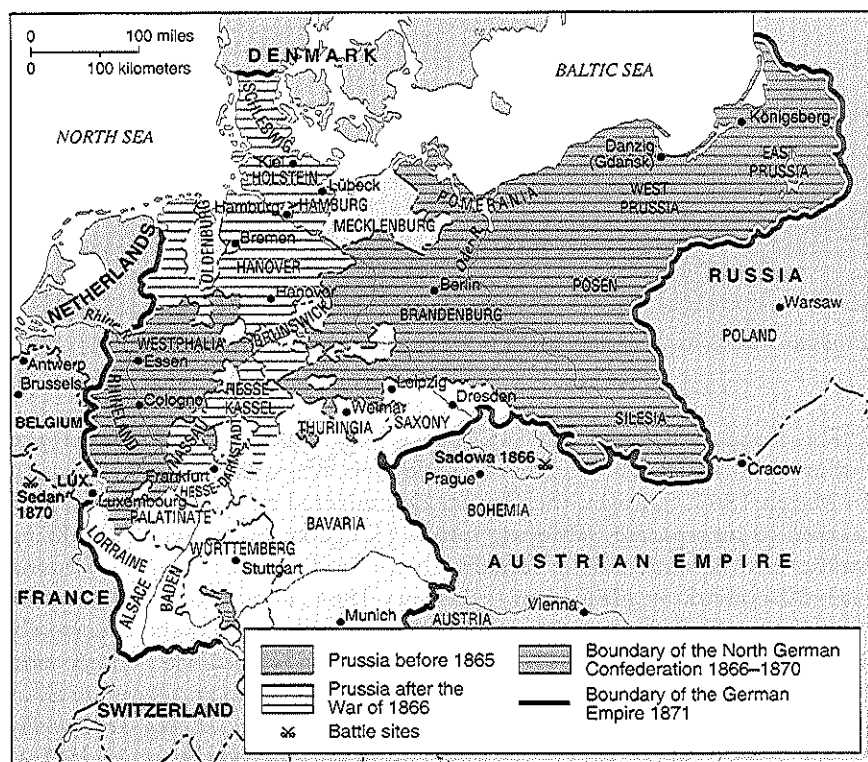 0 100 miles
0 100 kilometers
DENMARK
BALTIC SEA
NORTH SEA
SCHLESWIG
Kiel
HOLSTEIN
Lübeck
Hamburg
HAMBURG
MECKLENBURG
POMERANIA
Danzig
(Gdansk)
Königsberg
EAST
PRUSSIA
WEST
PRUSSIA
OLDENBURG
Bremen
HANOVER
Hanover
Oder R.
Berlin
BRANDENBURG
POSEN
RUSSIA
Warsaw
POLAND
NETHERLANDS
Rhine
WESTPHALIA
BRUNSWICK
Essen
Antwerp
Brussels
BELGIUM
RHINELAND
Cologne
HESSE
KASSEL
NASSAU
Leipzig
Weimar
THURINGIA
Dresden
SAXONY
SILESIA
Sadowa 1866
Prague
Cracow
BOHEMIA
Frankfurt
HESSE-
DARMSTADT
LUX.
Luxembourg
Sedan
1870
PALATINATE
BAVARIA
LORRAINE
ALSACE
BADEN
WÜRTTEMBERG
Stuttgart
AUSTRIAN EMPIRE
FRANCE
Munich
AUSTRIA
Vienna
SWITZERLAND
Prussia before 1865
Prussia after the
War of 1866
Battle sites
Boundary of the North German
Confederation 1866–1870
Boundary of the German
Empire 1871